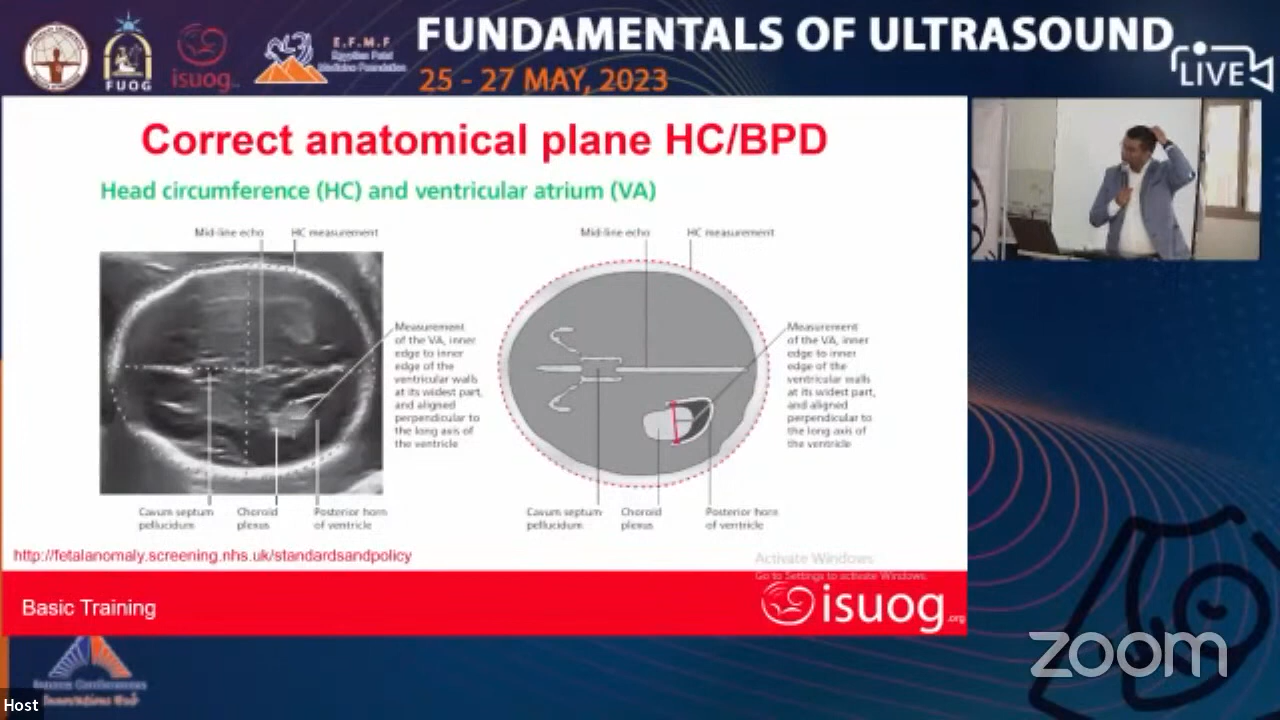 FUNDAMENTALS OF ULTRASOUND
25 - 27 MAY, 2023
LIVE
FUOG
isuog
E.F.M.F
Egyptian Fetal
Medicine Foundation
Correct anatomical plane HC/BPD
Head circumference (HC) and ventricular atrium (VA)
Mid-line echo
HC measurement
Measurement
of the VA, inner
edge to inner
edge of the
ventricular walls
at its widest part,
and aligned
perpendicular to
the long axis of
the ventricle
Cavum septum
pellucidum
Choroid
plexus
Posterior horn
of ventricle
Mid-line echo
HC measurement
Measurement
of the VA, inner
edge to inner
edge of the
ventricular walls
at its widest part,
and aligned
perpendicular to
the long axis of
the ventricle
Cavum septum
pellucidum
Choroid
plexus
Posterior horn
of ventricle
http://fetalanomaly.screening.nhs.uk/standardsandpolicy
Activate Windows
Go to Settings to activate Windows.
Basic Training
isuog.org
zoom
Host